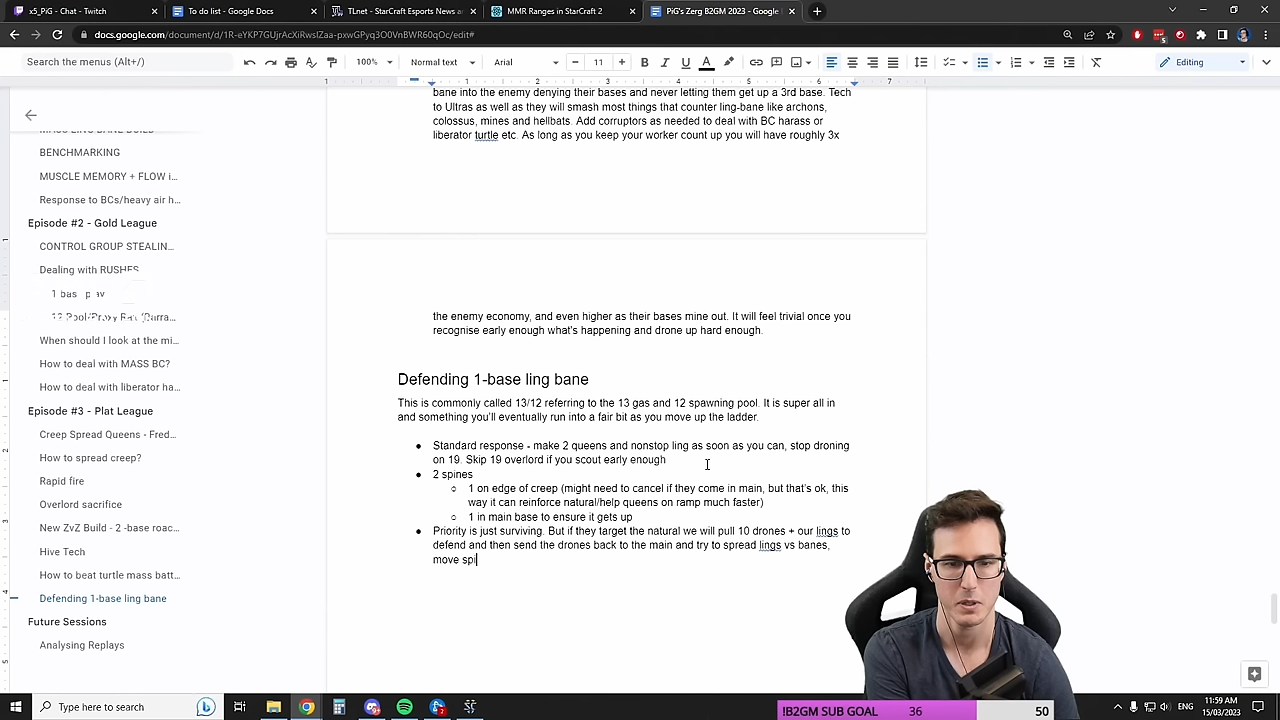 x5_PiG - Twitch
To do list - Google Docs
TLnet - StarCraft Esports News an
MMR Ranges in StarCraft 2
PiG's Zerg B2GM 2023 - Google
docs.google.com/document/d/1R-eYKP7GUjrAcXiRwsIZaa-pxwGPyq3O0VnBWR60qOc/edit#
Search the menus (Alt+/)
100%
Normal text
Arial
11
Editing
bane into the enemy denying their bases and never letting them get up a 3rd base. Tech
to Ultras as well as they will smash most things that counter ling-bane like archons,
colossus, mines and hellbats. Add corruptors as needed to deal with BC harass or
liberator turtle etc. As long as you keep your worker count up you will have roughly 3x
BENCHMARKING
MUSCLE MEMORY + FLOW i...
Response to BCs/heavy air h...
Episode #2 - Gold League
CONTROL GROUP STEALIN...
Dealing with RUSHES
When should I look at the mi...
How to deal with MASS BC?
How to deal with liberator ha...
Episode #3 - Plat League
Creep Spread Queens - Fred...
How to spread creep?
Rapid fire
Overlord sacrifice
New ZvZ Build - 2 -base roac...
Hive Tech
How to beat turtle mass batt...
Defending 1-base ling bane
Future Sessions
Analysing Replays
the enemy economy, and even higher as their bases mine out. It will feel trivial once you
recognise early enough what's happening and drone up hard enough.
Defending 1-base ling bane
This is commonly called 13/12 referring to the 13 gas and 12 spawning pool. It is super all in
and something you'll eventually run into a fair bit as you move up the ladder.
● Standard response - make 2 queens and nonstop ling as soon as you can, stop droning
on 19. Skip 19 overlord if you scout early enough
● 2 spines
○ 1 on edge of creep (might need to cancel if they come in main, but that's ok, this
way it can reinforce natural/help queens on ramp much faster)
○ 1 in main base to ensure it gets up
● Priority is just surviving. But if they target the natural we will pull 10 drones + our lings to
defend and then send the drones back to the main and try to spread lings vs banes,
move spi
Type here to search
ENG
11:59 AM
15/03/2023
!B2GM SUB GOAL 36 50